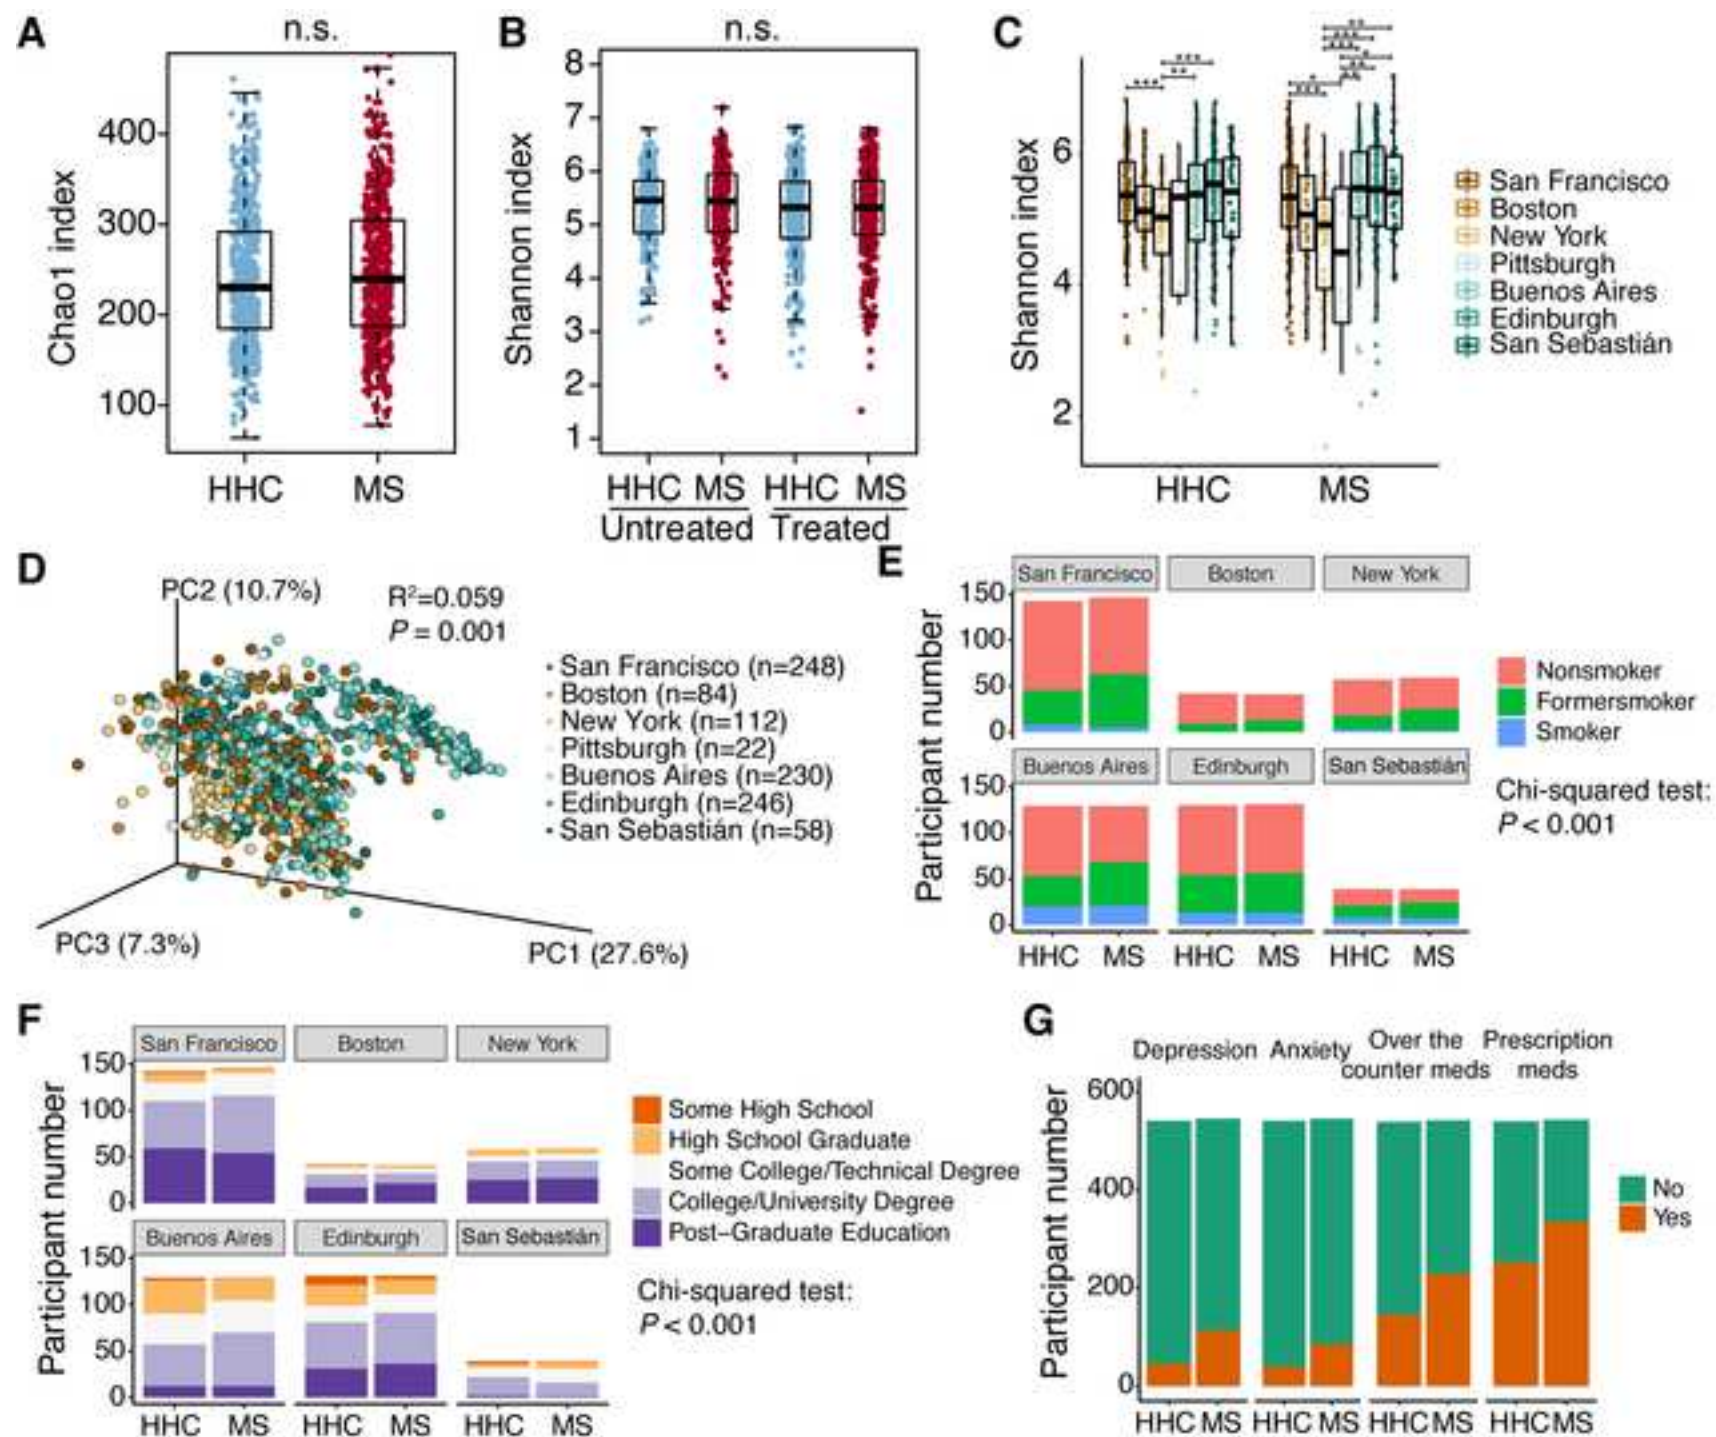 A
n.s.
Chao1 index
400
300
200
100
HHC MS
B
n.s.
Shannon index
8
7
6
5
4
3
2
1
HHC MS HHC MS
Untreated Treated
C
Shannon index
6
4
2
HHC MS
San Francisco
Boston
New York
Pittsburgh
Buenos Aires
Edinburgh
San Sebastián
D
PC2 (10.7%)
R²=0.059
P = 0.001
PC3 (7.3%)
PC1 (27.6%)
San Francisco (n=248)
Boston (n=84)
New York (n=112)
Pittsburgh (n=22)
Buenos Aires (n=230)
Edinburgh (n=246)
San Sebastián (n=58)
E
Participant number
San Francisco Boston New York
150
100
50
0
Buenos Aires Edinburgh San Sebastián
150
100
50
0
HHC MS HHC MS HHC MS
Nonsmoker
Formersmoker
Smoker
Chi-squared test:
P < 0.001
F
Participant number
San Francisco Boston New York
150
100
50
0
Buenos Aires Edinburgh San Sebastián
150
100
50
0
HHC MS HHC MS HHC MS
Some High School
High School Graduate
Some College/Technical Degree
College/University Degree
Post-Graduate Education
Chi-squared test:
P < 0.001
G
Depression Anxiety Over the counter meds Prescription meds
Participant number
600
400
200
0
HHC MS HHC MS HHC MS HHC MS
No
Yes